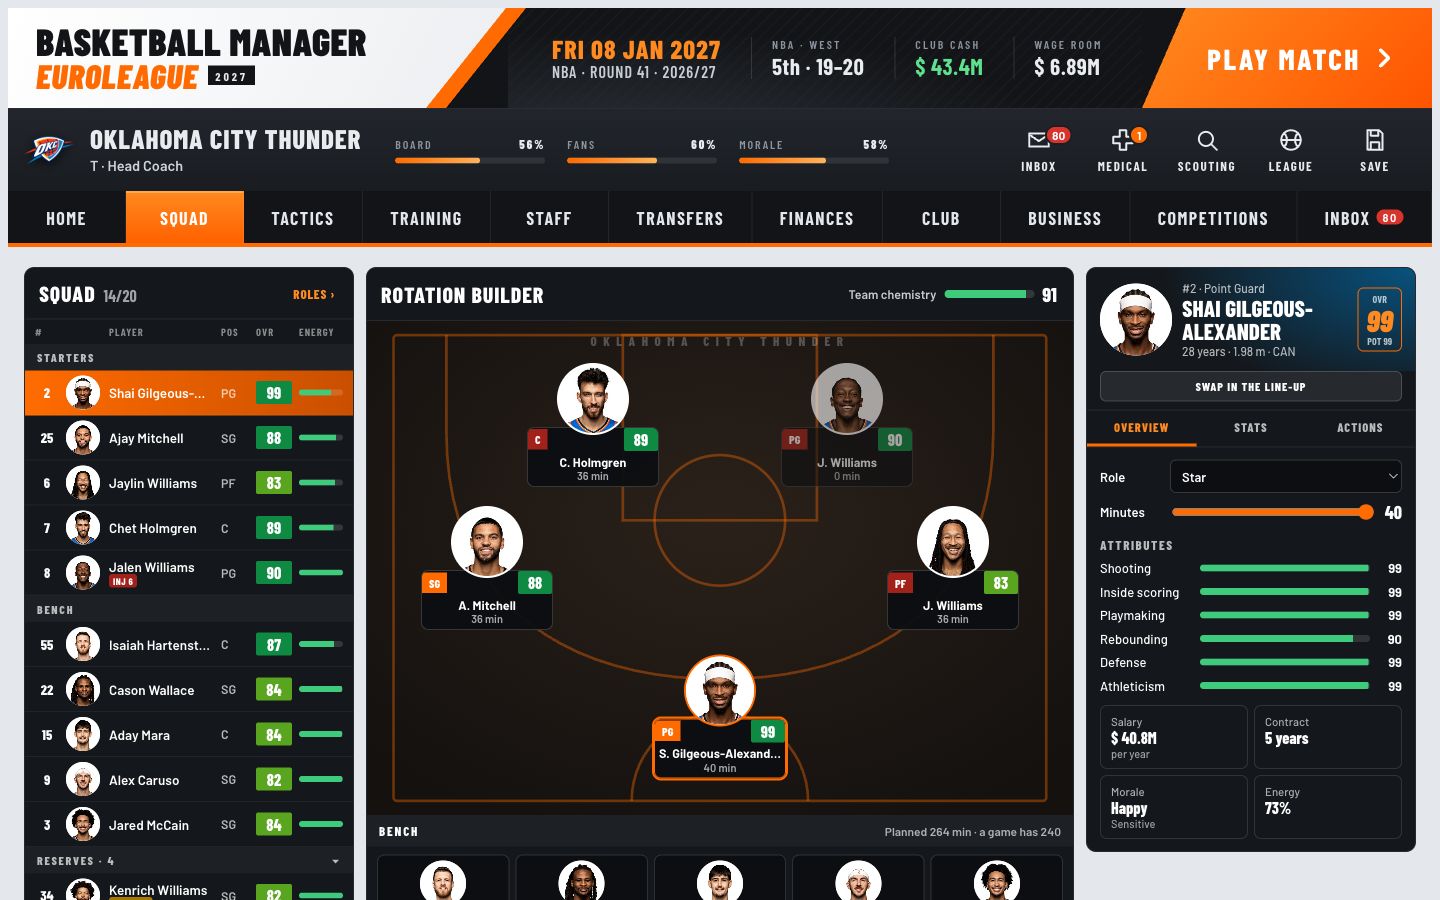 BASKETBALL MANAGER
EUROLEAGUE 2027
FRI 08 JAN 2027
NBA · ROUND 41 · 2026/27
NBA · WEST
5th · 19–20
CLUB CASH
$ 43.4M
WAGE ROOM
$ 6.89M
PLAY MATCH
OKC
OKLAHOMA CITY THUNDER
T · Head Coach
BOARD 56%
FANS 60%
MORALE 58%
80
INBOX
1
MEDICAL
SCOUTING
LEAGUE
SAVE
HOME SQUAD TACTICS TRAINING STAFF TRANSFERS FINANCES CLUB BUSINESS COMPETITIONS INBOX 80
SQUAD 14/20 ROLES ›
# PLAYER POS OVR ENERGY
STARTERS
2 Shai Gilgeous-... PG 99
25 Ajay Mitchell SG 88
6 Jaylin Williams PF 83
7 Chet Holmgren C 89
8 Jalen Williams PG 90
INJ 6
BENCH
55 Isaiah Hartenst... C 87
22 Cason Wallace SG 84
15 Aday Mara C 84
9 Alex Caruso SG 82
3 Jared McCain SG 84
RESERVES · 4
34 Kenrich Williams 82
ROTATION BUILDER
Team chemistry 91
OKLAHOMA CITY THUNDER
C 89
C. Holmgren
36 min
PG 90
J. Williams
0 min
SG 88
A. Mitchell
36 min
PF 83
J. Williams
36 min
PG 99
S. Gilgeous-Alexand...
40 min
BENCH
Planned 264 min · a game has 240
#2 · Point Guard
SHAI GILGEOUS-
ALEXANDER
28 years · 1.98 m · CAN
OVR
99
POT 99
SWAP IN THE LINE-UP
OVERVIEW STATS ACTIONS
Role Star
Minutes 40
ATTRIBUTES
Shooting 99
Inside scoring 99
Playmaking 99
Rebounding 90
Defense 99
Athleticism 99
Salary
$ 40.8M
per year
Contract
5 years
Morale
Happy
Sensitive
Energy
73%